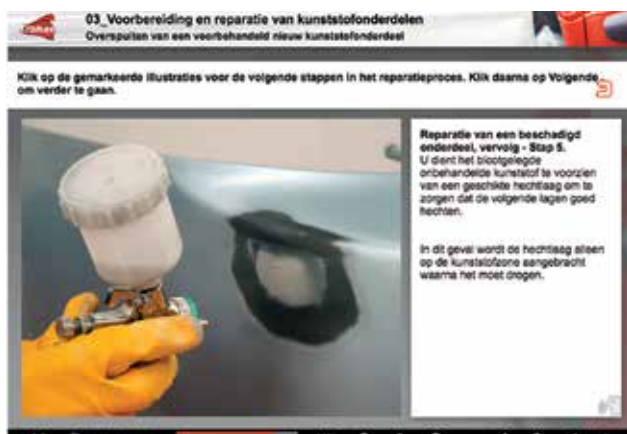 03_Voorbereiding en reparatie van kunststofonderdelen
Overspuiten van een voorbehandeld nieuw kunststofonderdeel
Klik op de gemarkeerde illustraties voor de volgende stappen in het reparatieproces. Klik daarna op Volgende
om verder te gaan.
Reparatie van een beschadigd
onderdeel, vervolg - Stap 5.
U dient het blootgelegde
onbehandelde kunststof te voorzien
van een geschikte hechtlaag om te
zorgen dat de volgende lagen goed
hechten.
In dit geval wordt de hechtlaag alleen
op de kunststofzone aangebracht
waarna het moet drogen.